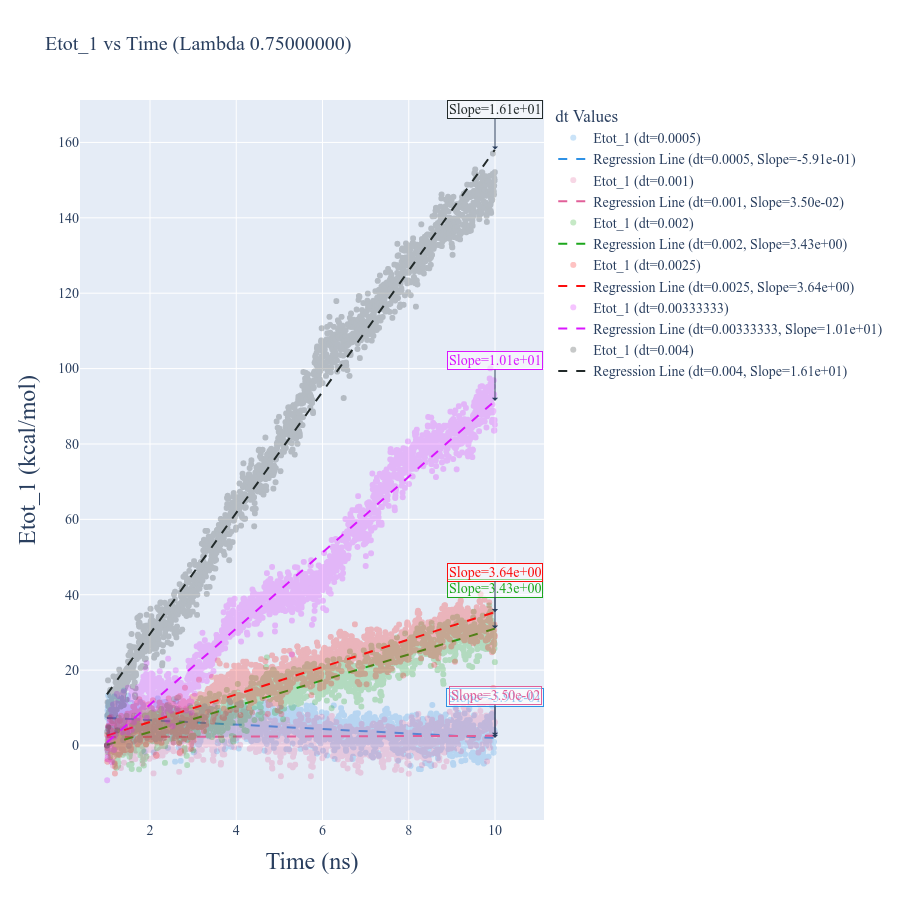 Etot_1 vs Time (Lambda 0.75000000)
Slope=1.61e+01
Slope=1.01e+01
Slope=3.64e+00
Slope=3.43e+00
Slope=3.50e-02
160
140
120
100
80
60
40
20
0
2
4
6
8
10
Time (ns)
Etot_1 (kcal/mol)
dt Values
Etot_1 (dt=0.0005)
Regression Line (dt=0.0005, Slope=-5.91e-01)
Etot_1 (dt=0.001)
Regression Line (dt=0.001, Slope=3.50e-02)
Etot_1 (dt=0.002)
Regression Line (dt=0.002, Slope=3.43e+00)
Etot_1 (dt=0.0025)
Regression Line (dt=0.0025, Slope=3.64e+00)
Etot_1 (dt=0.00333333)
Regression Line (dt=0.00333333, Slope=1.01e+01)
Etot_1 (dt=0.004)
Regression Line (dt=0.004, Slope=1.61e+01)